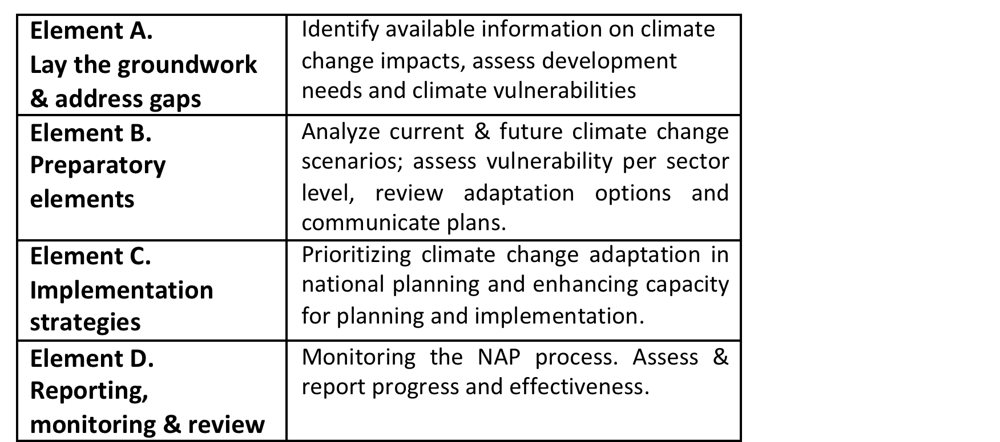 Element A.
Lay the groundwork
& address gaps
Identify available information on climate
change impacts, assess development
needs and climate vulnerabilities
Element B.
Preparatory
elements
Analyze current & future climate change
scenarios; assess vulnerability per sector
level, review adaptation options and
communicate plans.
Element C.
Implementation
strategies
Prioritizing climate change adaptation in
national planning and enhancing capacity
for planning and implementation.
Element D.
Reporting,
monitoring & review
Monitoring the NAP process. Assess &
report progress and effectiveness.